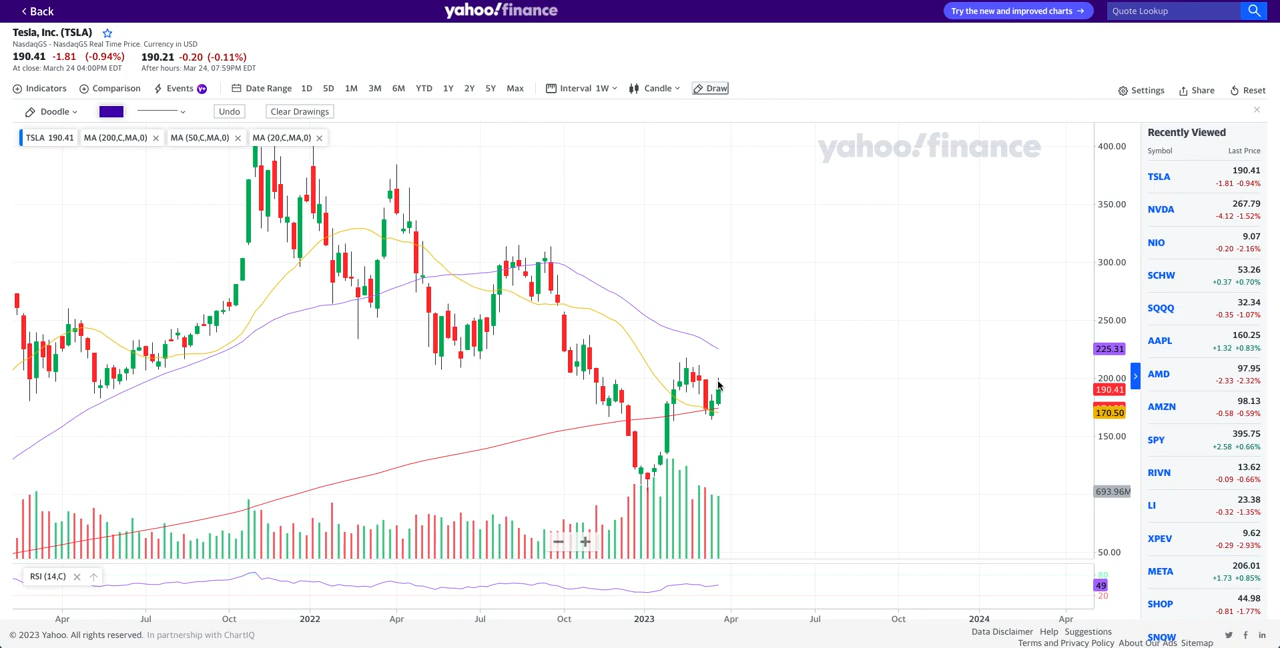 Back
yahoo!finance
Try the new and improved charts →
Quote Lookup
Tesla, Inc. (TSLA)
NasdaqGS - NasdaqGS Real Time Price. Currency in USD
190.41 -1.81 (-0.94%) 190.21 -0.20 (-0.11%)
At close: March 24 04:00PM EDT After hours: Mar 24, 07:59PM EDT
Indicators Comparison Events Y+ Date Range 1D 5D 1M 3M 6M YTD 1Y 2Y 5Y Max Interval 1W Candle Draw Settings Share Reset
Doodle Undo Clear Drawings
TSLA 190.41 MA (200,C,MA,0) MA (50,C,MA,0) MA (20,C,MA,0)
yahoo!finance
400.00
350.00
300.00
250.00
225.31
200.00
190.41
170.50
150.00
693.96M
50.00
RSI (14,C)
80
49
20
Apr Jul Oct 2022 Apr Jul Oct 2023 Apr Jul Oct 2024 Apr
Recently Viewed
Symbol Last Price
TSLA 190.41
-1.81 -0.94%
NVDA 267.79
-4.12 -1.52%
NIO 9.07
-0.20 -2.16%
SCHW 53.26
+0.37 +0.70%
SQQQ 32.34
-0.35 -1.07%
AAPL 160.25
+1.32 +0.83%
AMD 97.95
-2.33 -2.32%
AMZN 98.13
-0.58 -0.59%
SPY 395.75
+2.58 +0.66%
RIVN 13.62
-0.09 -0.66%
LI 23.38
-0.32 -1.35%
XPEV 9.62
-0.29 -2.93%
META 206.01
+1.73 +0.85%
SHOP 44.98
-0.81 -1.77%
SNOW
© 2023 Yahoo. All rights reserved. In partnership with ChartIQ
Data Disclaimer Help Suggestions
Terms and Privacy Policy About Our Ads Sitemap